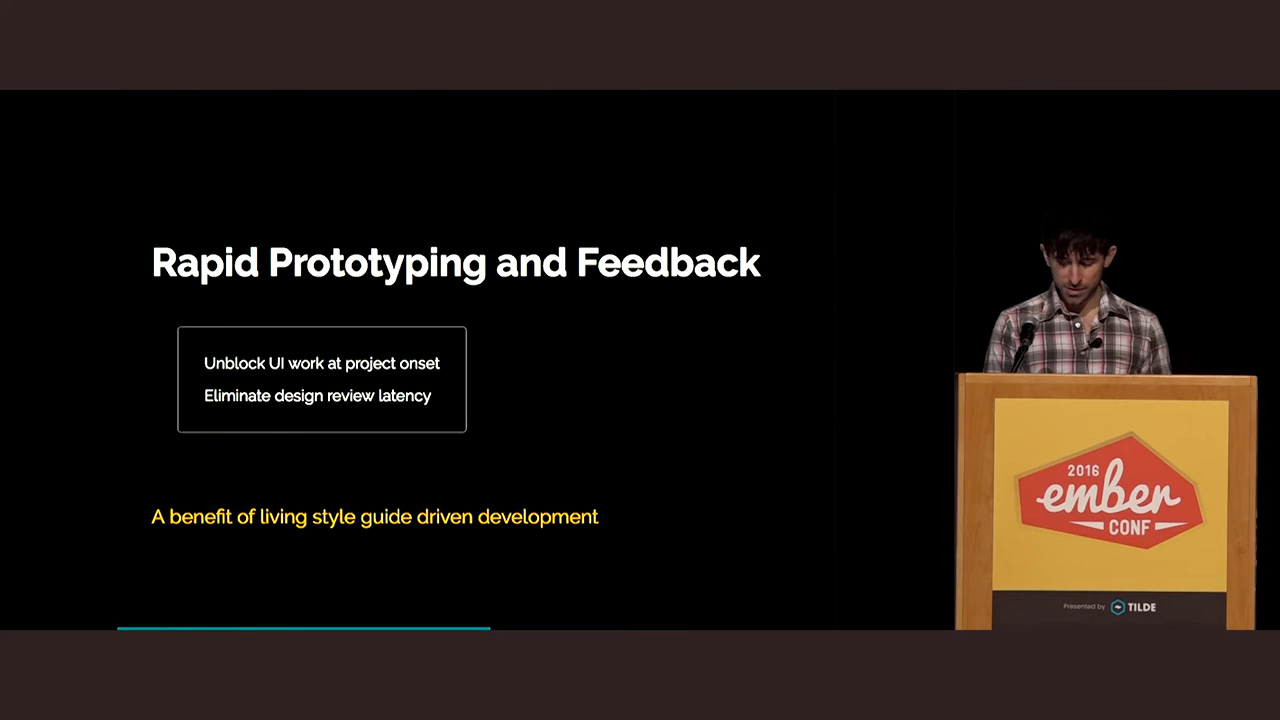 Rapid Prototyping and Feedback
Unblock UI work at project onset
Eliminate design review latency
A benefit of living style guide driven development
2016
ember
CONF
Presented by TILDE